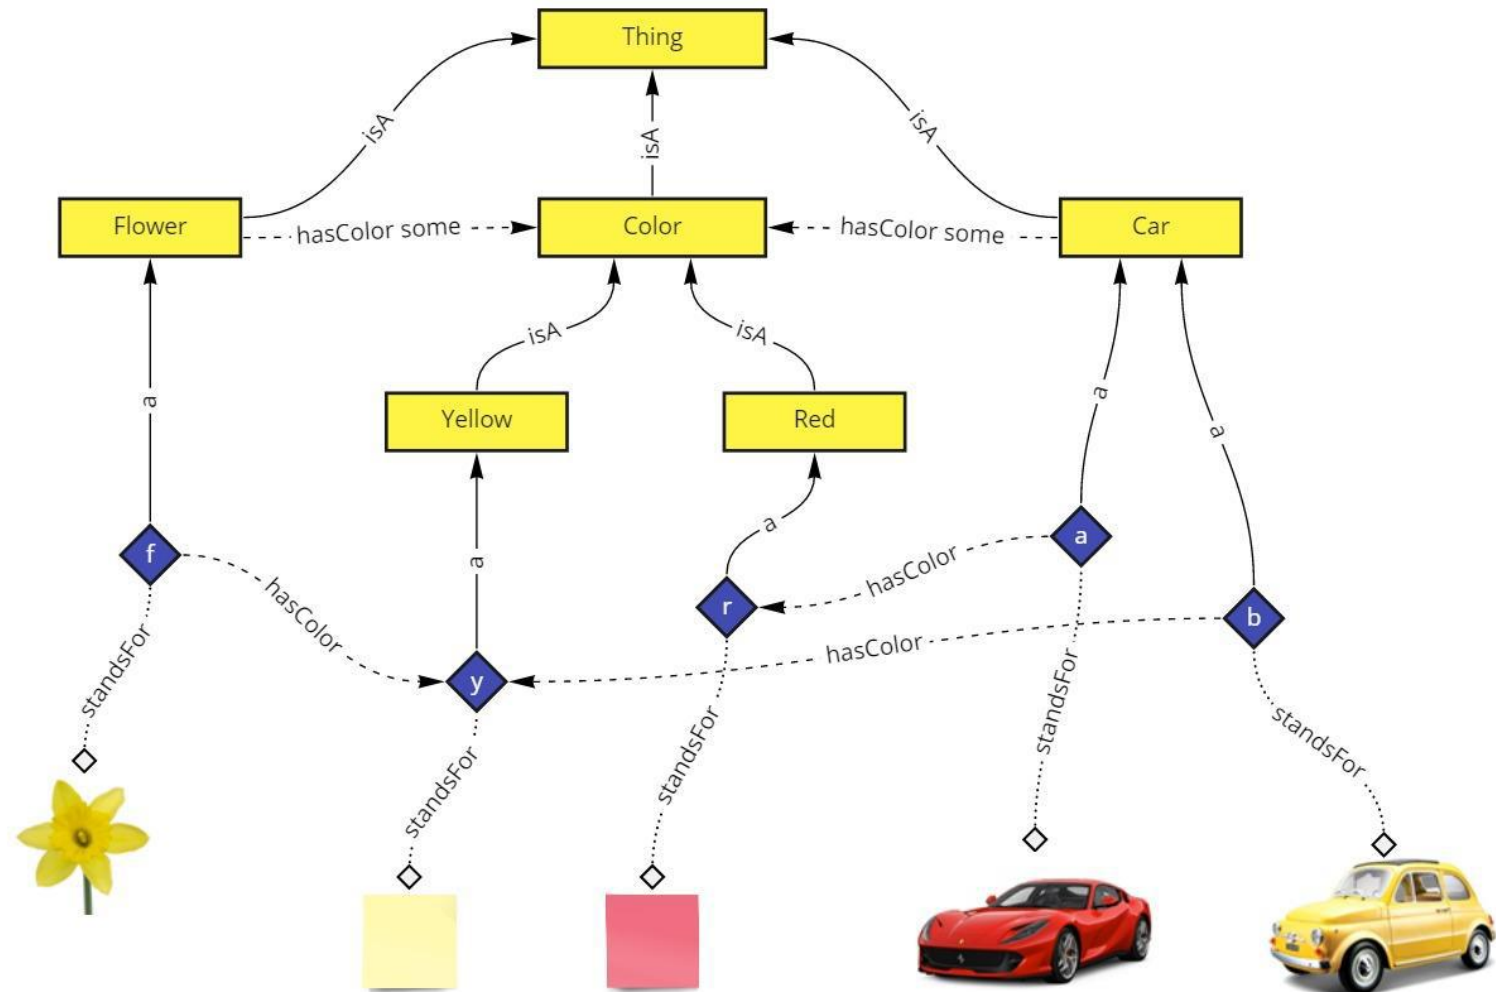 Thing
isA
isA
isA
Flower
hasColor some
Color
hasColor some
Car
isA
isA
a
Yellow
Red
a
a
f
a
a
hasColor
hasColor
a
r
b
hasColor
hasColor
y
standsFor
standsFor
standsFor
standsFor
standsFor